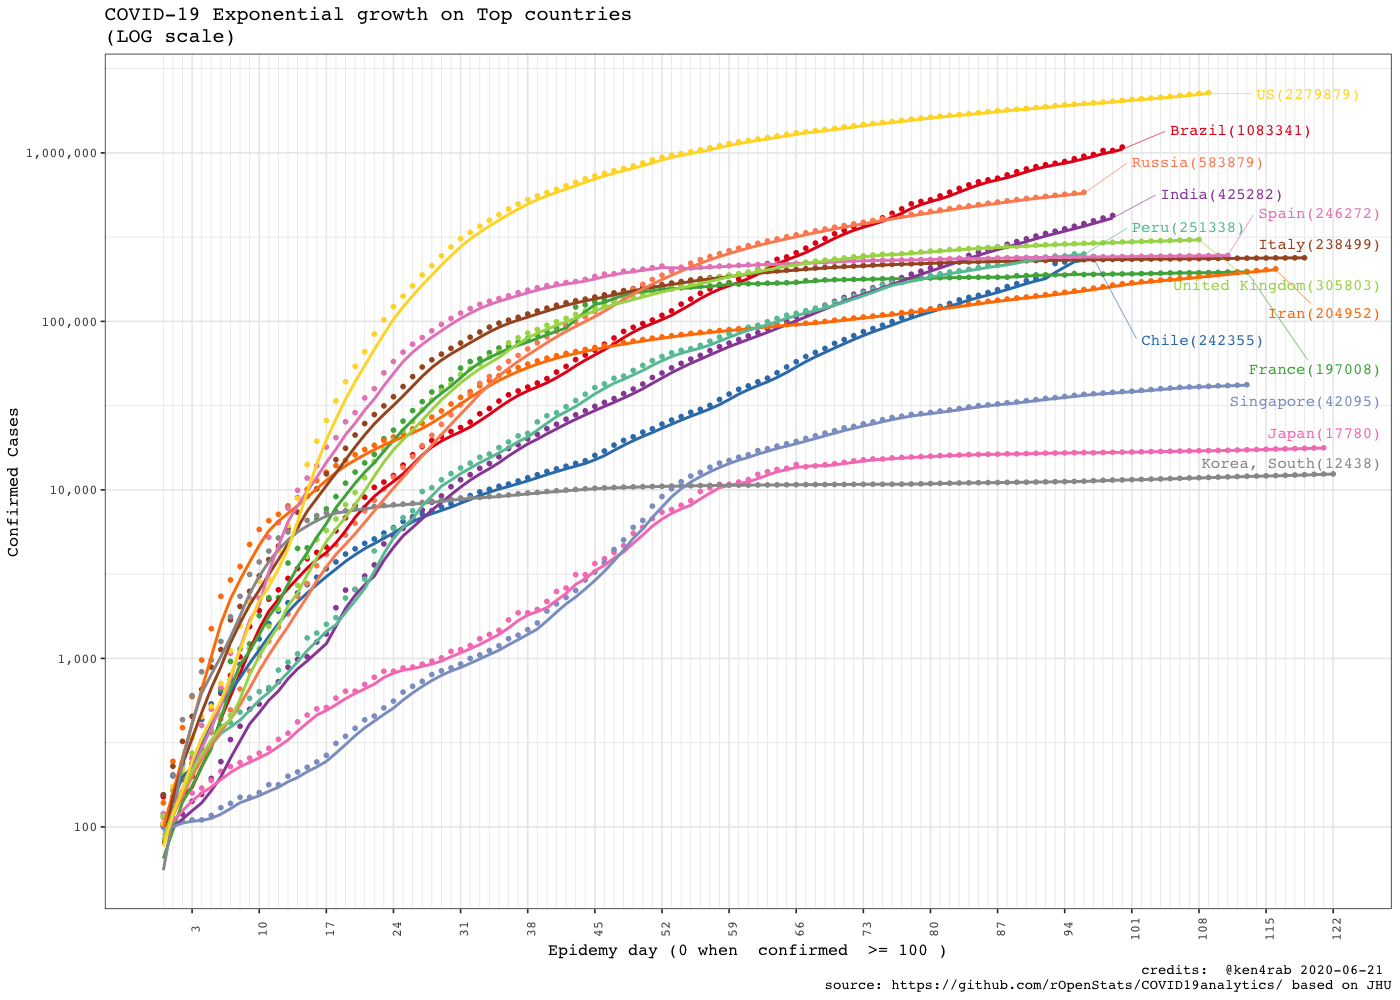 COVID-19 Exponential growth on Top countries
(LOG scale)
US(2279879)
Brazil(1083341)
1,000,000
Russia(583879)
India(425282)
Spain(246272)
Peru(251338)
Italy(238499)
United Kingdom(305803)
Iran(204952)
100,000
Chile(242355)
France(197008)
Singapore(42095)
Japan(17780)
Korea, South(12438)
10,000
Confirmed Cases
1,000
100
3 10 17 24 31 38 45 52 59 66 73 80 87 94 101 108 115 122
Epidemy day (0 when  confirmed  >= 100 )
credits:  @ken4rab 2020-06-21
source: https://github.com/rOpenStats/COVID19analytics/ based on JHU